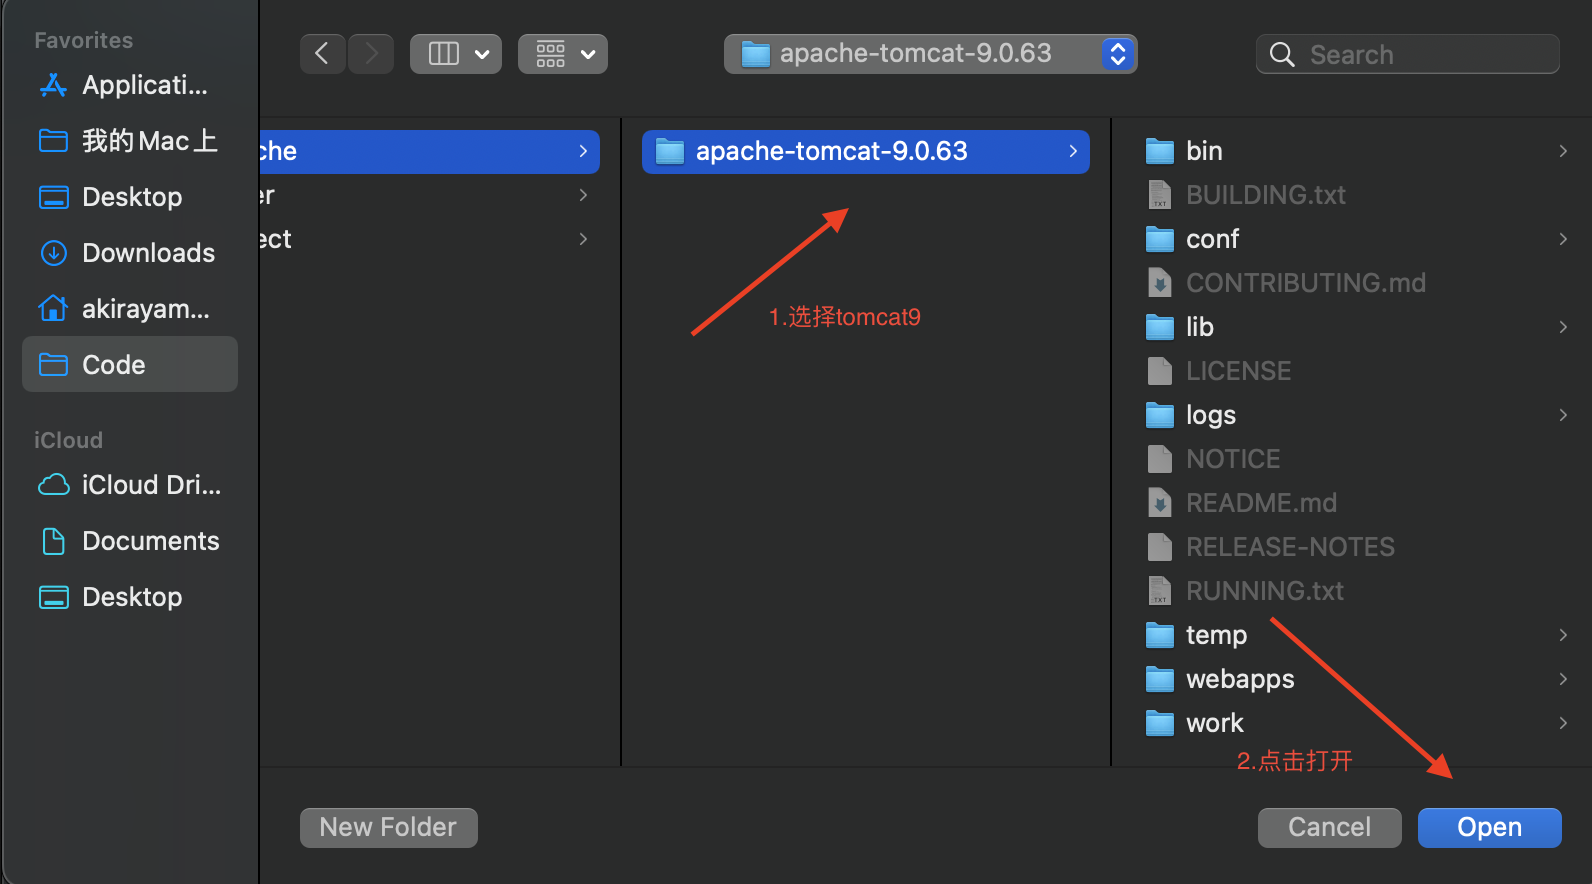 Favorites
Applicati...
我的Mac上
Desktop
Downloads
akirayam...
Code
iCloud
iCloud Dri...
Documents
Desktop
apache-tomcat-9.0.63
Search
che
er
ect
apache-tomcat-9.0.63
1.选择tomcat9
bin
BUILDING.txt
conf
CONTRIBUTING.md
lib
LICENSE
logs
NOTICE
README.md
RELEASE-NOTES
RUNNING.txt
temp
webapps
work
2.点击打开
New Folder
Cancel
Open